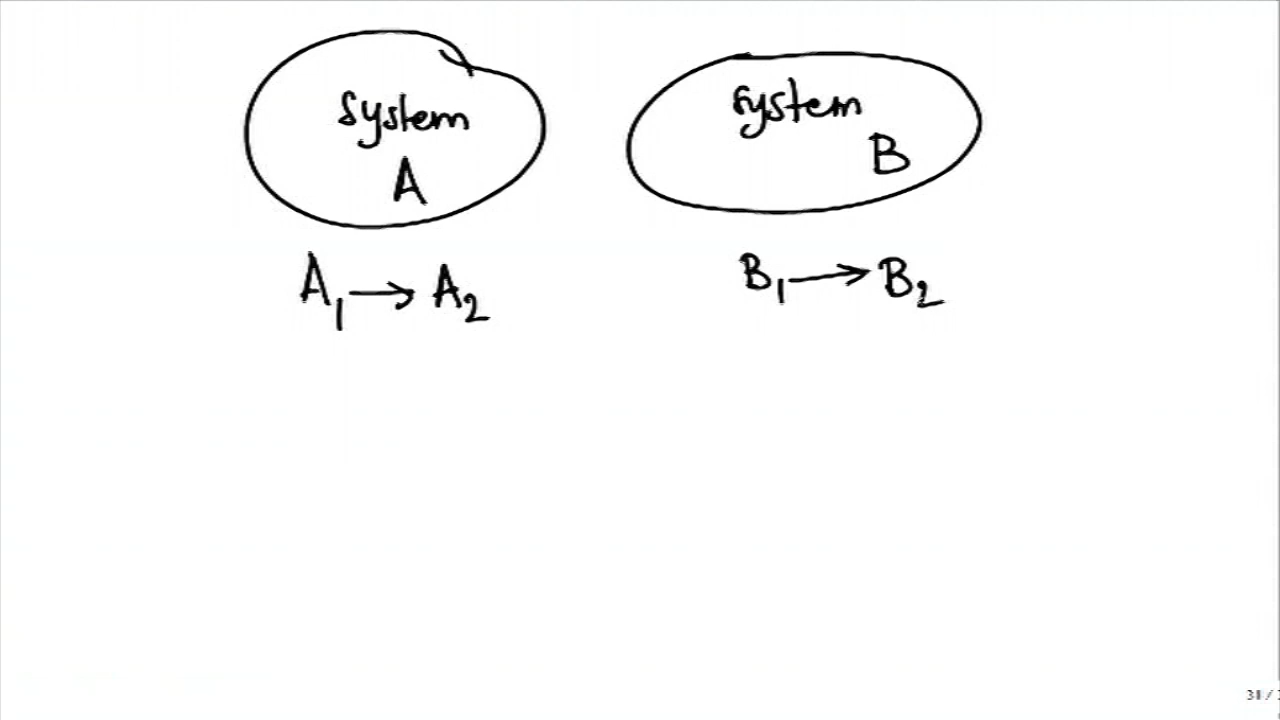 system
A
system
B
A₁ → A₂
B₁ → B₂